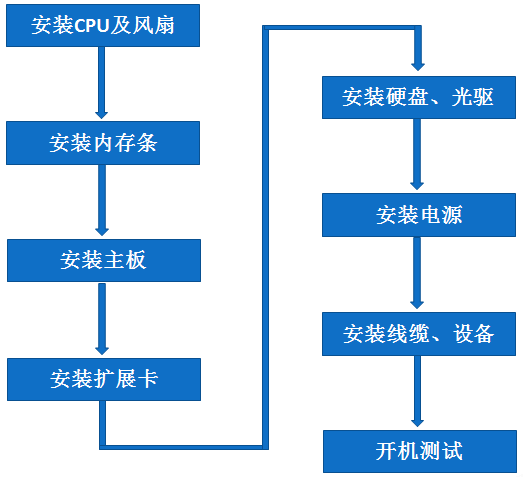 安装CPU及风扇
安装内存条
安装主板
安装扩展卡
安装硬盘、光驱
安装电源
安装线缆、设备
开机测试